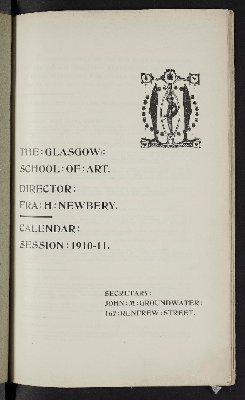 THE:GLASGOW:
SCHOOL:OF:ART.
DIRECTOR:
FRA:H:NEWBERY.
CALENDAR:
SESSION:1910-11.
SECRETARY:
JOHN:M:GROUNDWATER:
167:RENFREW:STREET.